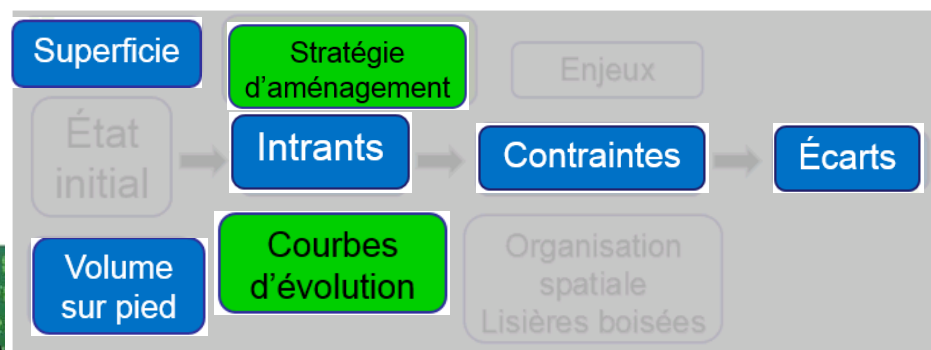 Superficie
Stratégie
d'aménagement
Enjeux
État
initial
Intrants
Contraintes
Écarts
Volume
sur pied
Courbes
d'évolution
Organisation
spatiale
Lisières boisées